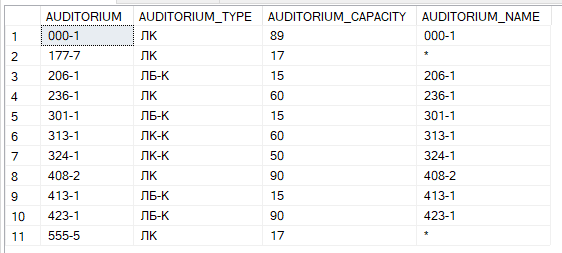 AUDITORIUM AUDITORIUM_TYPE AUDITORIUM_CAPACITY AUDITORIUM_NAME
1 000-1 ЛК 89 000-1
2 177-7 ЛК 17 *
3 206-1 ЛБ-К 15 206-1
4 236-1 ЛК 60 236-1
5 301-1 ЛБ-К 15 301-1
6 313-1 ЛК-К 60 313-1
7 324-1 ЛК-К 50 324-1
8 408-2 ЛК 90 408-2
9 413-1 ЛБ-К 15 413-1
10 423-1 ЛБ-К 90 423-1
11 555-5 ЛК 17 *